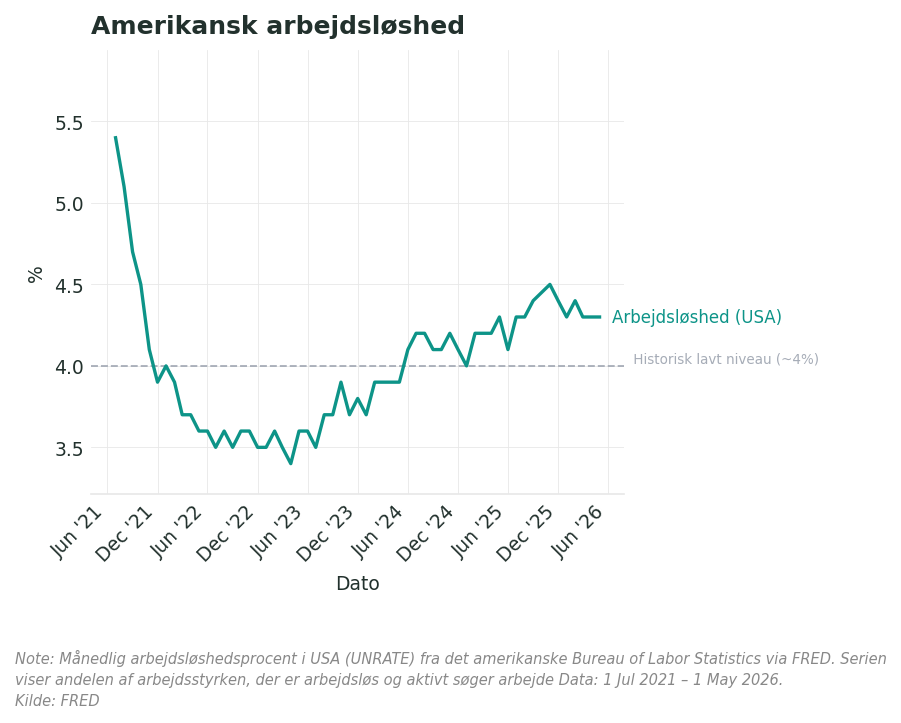 Amerikansk arbejdsløshed
%
5.5
5.0
4.5
4.0
3.5
Arbejdsløshed (USA)
Historisk lavt niveau (~4%)
Jun '21
Dec '21
Jun '22
Dec '22
Jun '23
Dec '23
Jun '24
Dec '24
Jun '25
Dec '25
Jun '26
Dato
Note: Månedlig arbejdsløshedsprocent i USA (UNRATE) fra det amerikanske Bureau of Labor Statistics via FRED. Serien
viser andelen af arbejdsstyrken, der er arbejdsløs og aktivt søger arbejde Data: 1 Jul 2021 – 1 May 2026.
Kilde: FRED